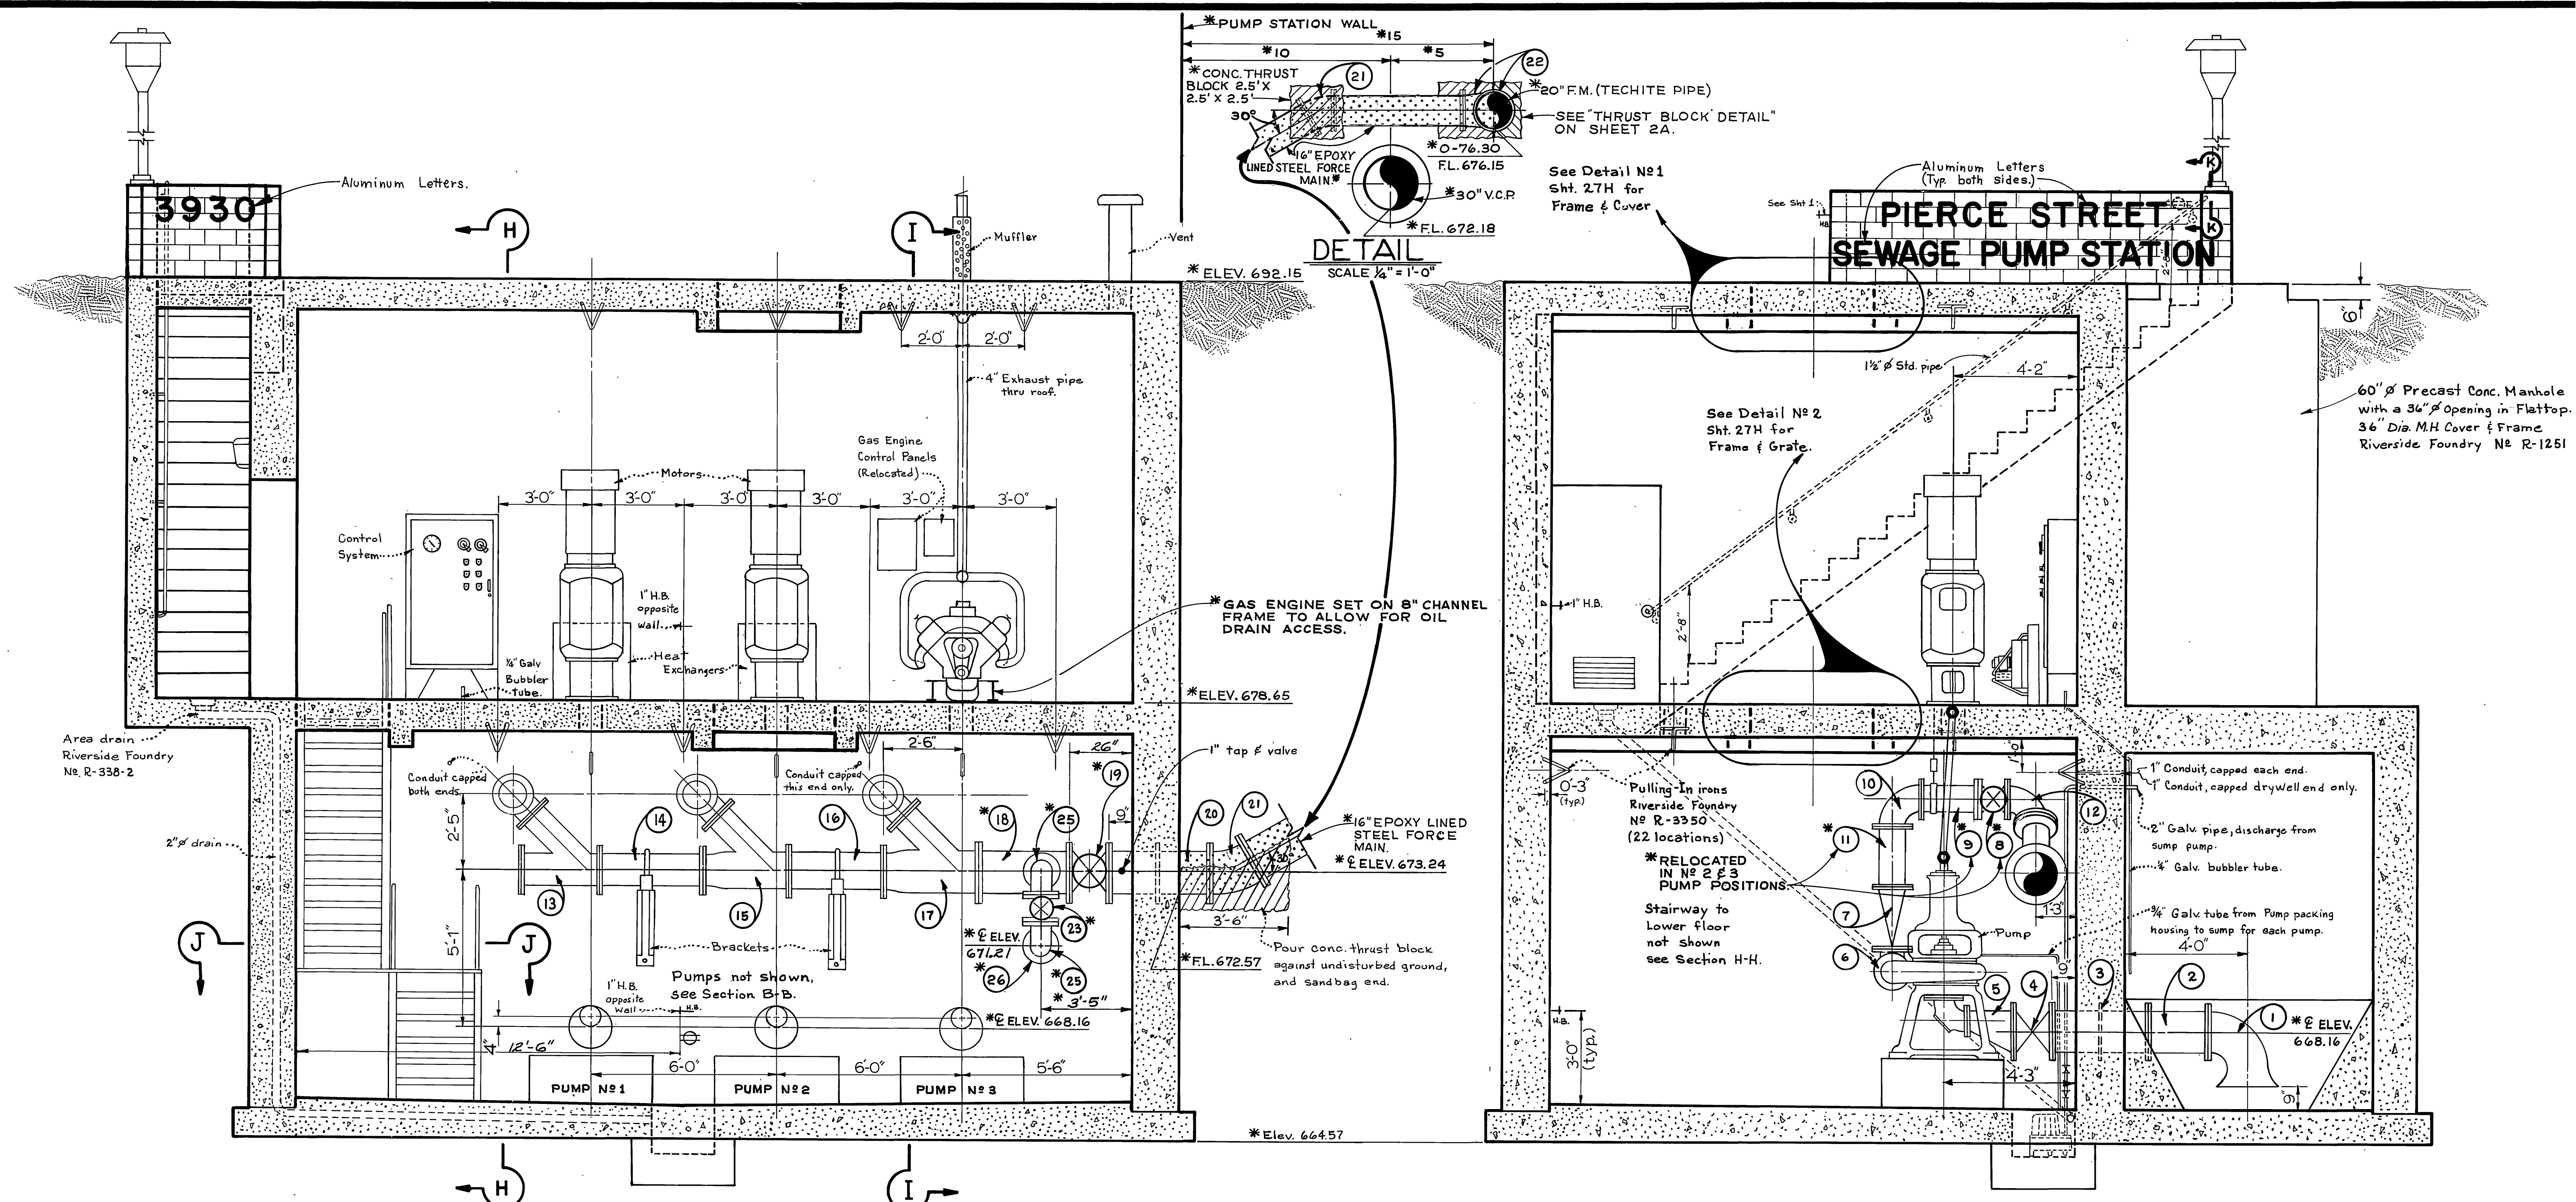 *PUMP STATION WALL
*15
*10
*5
*CONC. THRUST
BLOCK 2.5' X
2.5' X 2.5'
21
22
*20" F.M. (TECHITE PIPE)
SEE "THRUST BLOCK DETAIL"
ON SHEET 2A.
30°
16" EPOXY
LINED STEEL FORCE
MAIN.*
*O-76.30
F.L. 676.15
*30" V.C.P.
*F.L. 672.18
DETAIL
SCALE ¼" = 1'-0"
3930
Aluminum Letters.
H
I
Muffler
Vent
*ELEV. 692.15
2'-0"
2'-0"
4" Exhaust pipe
thru roof.
Gas Engine
Control Panels
(Relocated)
Motors
3'-0"
3'-0"
3'-0"
3'-0"
3'-0"
3'-0"
Control
System
1" H.B.
opposite
wall
¼" Galv
Bubbler
tube.
Heat
Exchangers
*GAS ENGINE SET ON 8" CHANNEL
FRAME TO ALLOW FOR OIL
DRAIN ACCESS.
*ELEV. 678.65
Area drain
Riverside Foundry
Nº. R-338-2
2"ø drain
Conduit capped
both ends
Conduit capped
this end only.
2'-6"
26"
*19
9"
1" tap & valve
2'-5"
5'-1"
14
16
*18
*25
20
21
*16" EPOXY LINED
STEEL FORCE
MAIN.
*℄ ELEV. 673.24
30°
13
15
17
23*
*℄ ELEV.
671.21
*26
*25
3'-6"
*F.L. 672.57
Pour conc. thrust block
against undisturbed ground,
and sandbag end.
Brackets
J
J
Pumps not shown,
see Section B-B.
1" H.B.
opposite
wall
H.B.
*3'-5"
*℄ ELEV. 668.16
4"
12'-6"
6'-0"
6'-0"
5'-6"
PUMP Nº 1
PUMP Nº 2
PUMP Nº 3
*Elev. 664.57
H
I
See Detail Nº 1
Sht. 27H for
Frame & Cover
Aluminum Letters
(Typ. both sides.)
K
K
See Sht 1
H.B.
PIERCE STREET
SEWAGE PUMP STATION
2'-8"
6"
1½" ø Std. pipe
4'-2"
60" ø Precast Conc. Manhole
with a 36" ø Opening in Flattop.
36" Dia. M.H. Cover & Frame
Riverside Foundry Nº R-1251
See Detail Nº 2
Sht. 27H for
Frame & Grate.
1" H.B.
2'-8"
0'-3"
(typ.)
Pulling-In irons
Riverside Foundry
Nº R-3350
(22 locations)
*RELOCATED
IN Nº 2 & 3
PUMP POSITIONS.
Stairway to
Lower floor
not shown
see Section H-H.
1'-0"
10
*11
*9
*8
12
7
6
1'-3"
Pump
9"
5
4
3
2
1
1" Conduit, capped each end.
1" Conduit, capped drywell end only.
2" Galv. pipe, discharge from
sump pump.
¼" Galv. bubbler tube.
¾" Galv. tube from Pump packing
housing to sump for each pump.
4'-0"
*℄ ELEV.
668.16
H.B.
3'-0"
(typ.)
4'-3"
9"